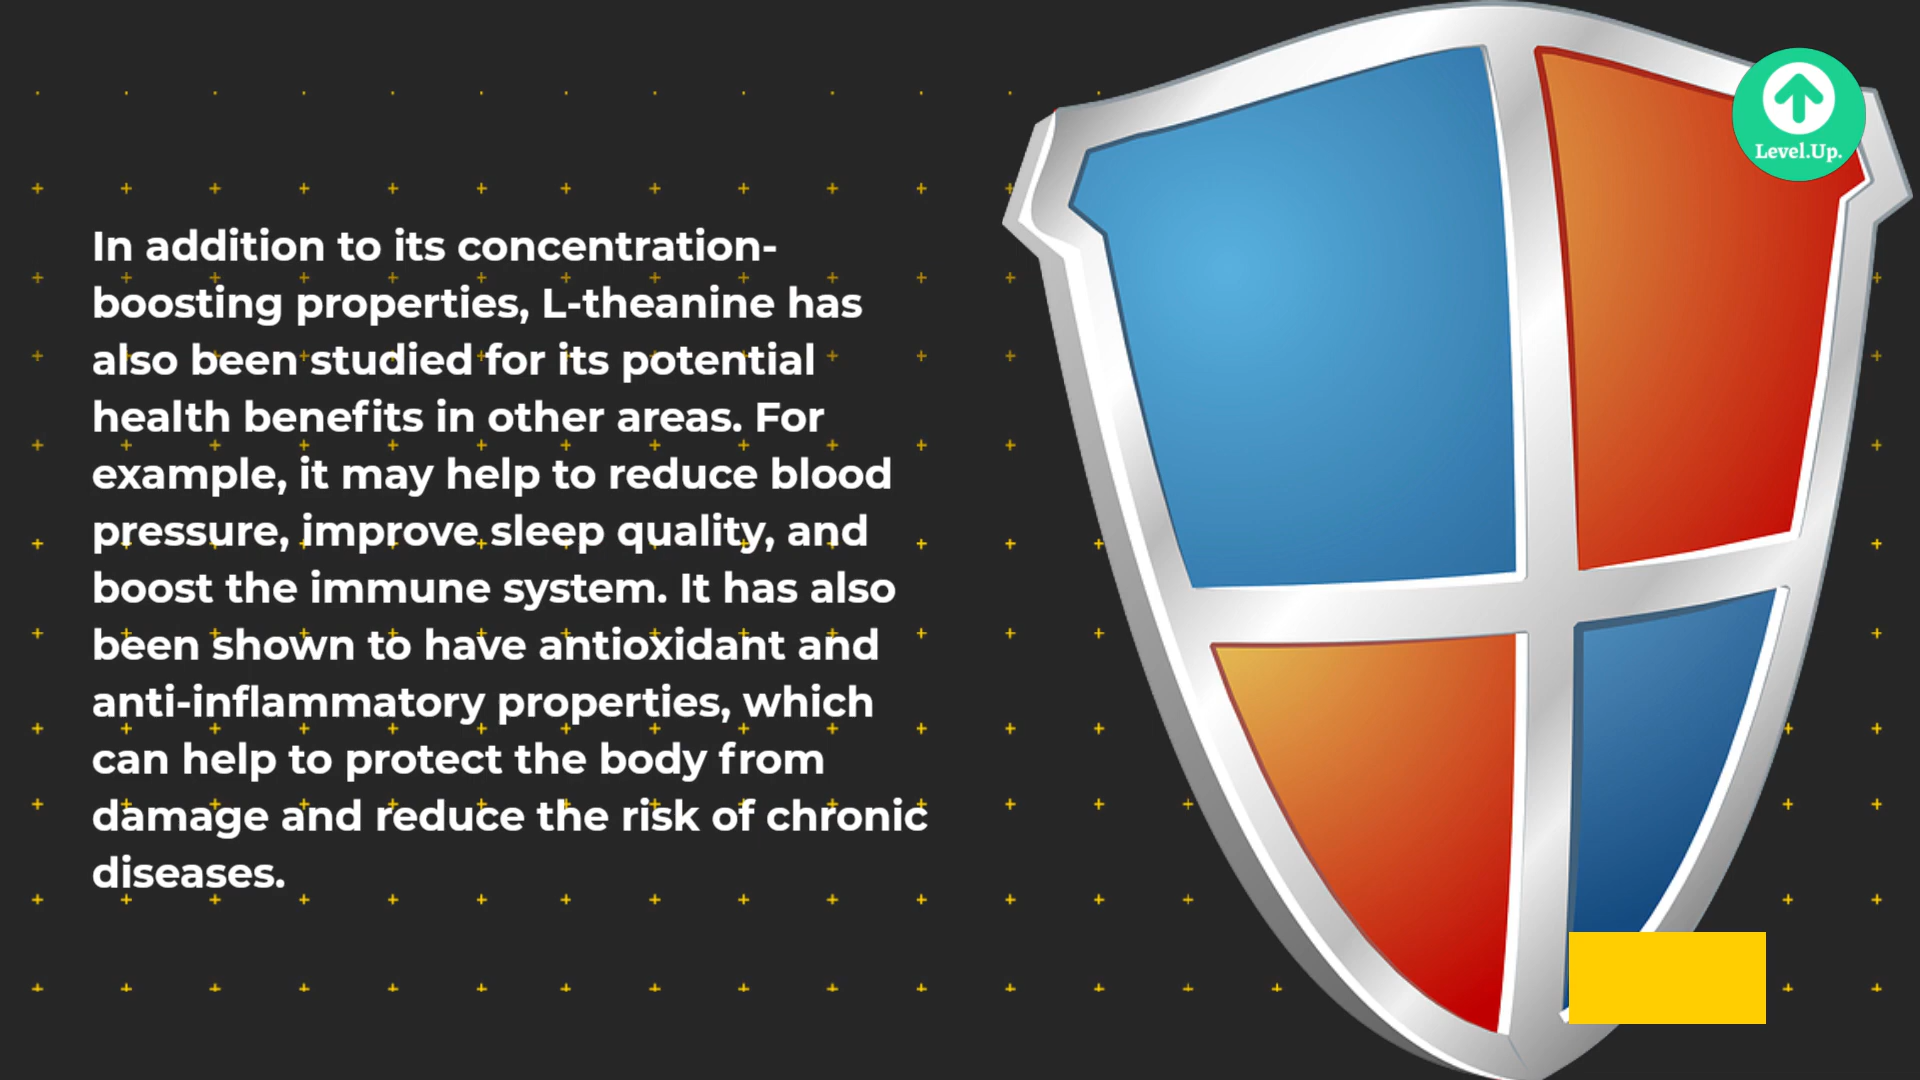 In addition to its concentration-
boosting properties, L-theanine has
also been studied for its potential
health benefits in other areas. For
example, it may help to reduce blood
pressure, improve sleep quality, and
boost the immune system. It has also
been shown to have antioxidant and
anti-inflammatory properties, which
can help to protect the body from
damage and reduce the risk of chronic
diseases.
Level.Up.